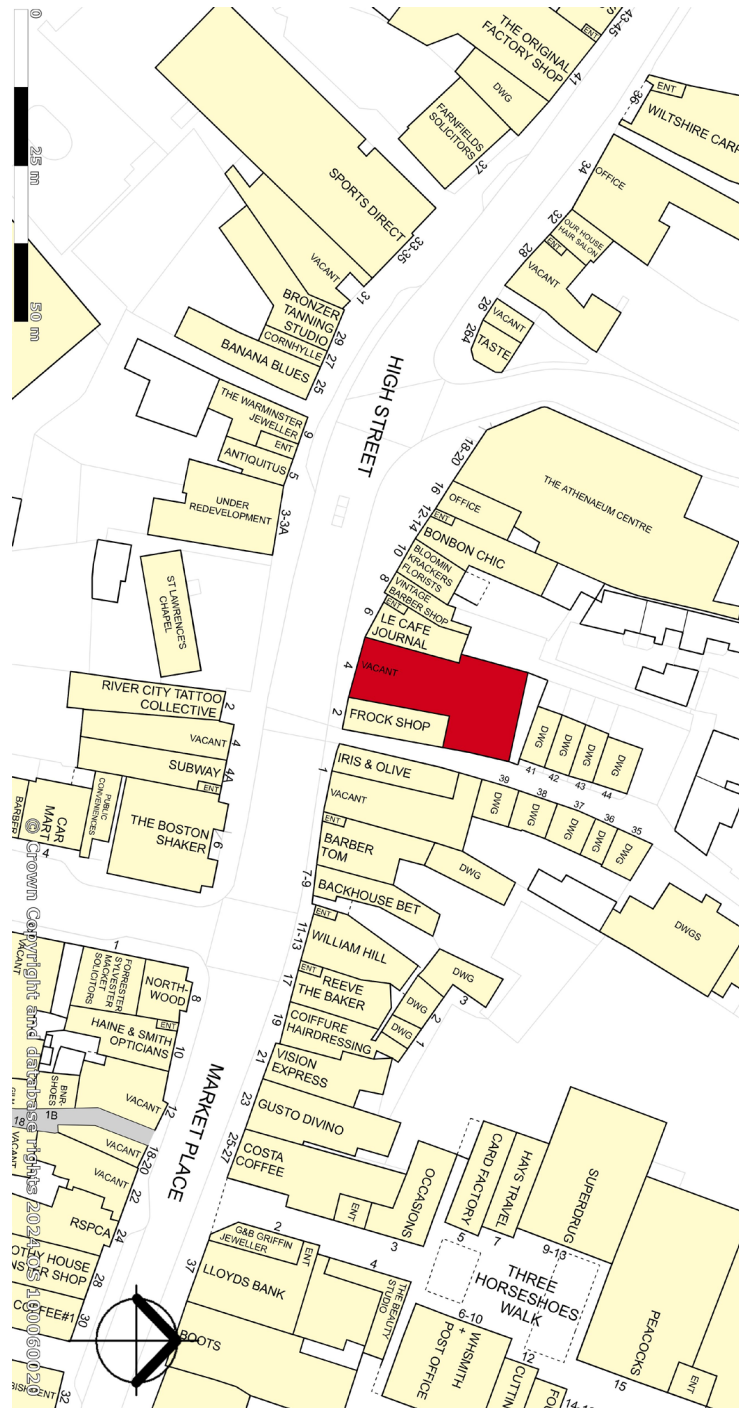 0
25 m
50 m
43-45
THE ORIGINAL
FACTORY SHOP
ENT
41
DWG
FARNFIELDS
SOLICITORS
37
36
ENT
WILTSHIRE CARP
34
OFFICE
SPORTS DIRECT
33-35
32
OUR HOUSE
HAIR SALON
ENT
28
VACANT
VACANT
31
26
VACANT
264
TASTE
BRONZER
TANNING
STUDIO
29
CORNHYLLE
27
BANANA BLUES
25
HIGH STREET
THE WARMINSTER
JEWELLER
9
ENT
ANTIQUITUS
5
UNDER
REDEVELOPMENT
3-3A
18-20
THE ATHENAEUM CENTRE
16
OFFICE
12-14
ENT
BONBON CHIC
10
BLOOMIN
KRACKERS
FLORISTS
8
VINTAGE
BARBER SHOP
ENT
6
LE CAFE
JOURNAL
ST LAWRENCE'S
CHAPEL
4
VACANT
2
FROCK SHOP
RIVER CITY TATTOO
COLLECTIVE
2
VACANT
4
SUBWAY
4A
ENT
DWG
DWG
DWG
DWG
41
42
43
44
1
IRIS & OLIVE
VACANT
39
38
37
36
35
DWG
DWG
DWG
DWG
DWG
PUBLIC
CONVENIENCES
CAR
MART
4
BARBER
THE BOSTON
SHAKER
6
ENT
BARBER
TOM
DWG
7-9
BACKHOUSE BET
DWGS
ENT
11-13
WILLIAM HILL
1
FORRESTER
SYLVESTER
MACKET
SOLICITORS
NORTH-
WOOD
8
VACANT
17
ENT
REEVE
THE BAKER
DWG
3
DWG
2
DWG
1
19
COIFFURE
HAIRDRESSING
ENT
HAINE & SMITH
OPTICIANS
10
21
VISION
EXPRESS
MARKET PLACE
BNR-
SHOES
1B
18
VACANT
12
23
GUSTO DIVINO
VACANT
VACANT
18-20
25-27
COSTA
COFFEE
OCCASIONS
ENT
3
CARD FACTORY
5
HAYS TRAVEL
7
SUPERDRUG
9-13
VACANT
22
RSPCA
24
2
G&B GRIFFIN
JEWELLER
ENT
4
THE BEAUTY
STUDIO
37
LLOYDS BANK
THREE
HORSESHOES
WALK
28
COFFEE#1
30
BOOTS
6-10
WHSMITH
+
POST OFFICE
12
PEACOCKS
15
ENT
32
ENT
© Crown Copyright and database rights 2024. OS 100060020